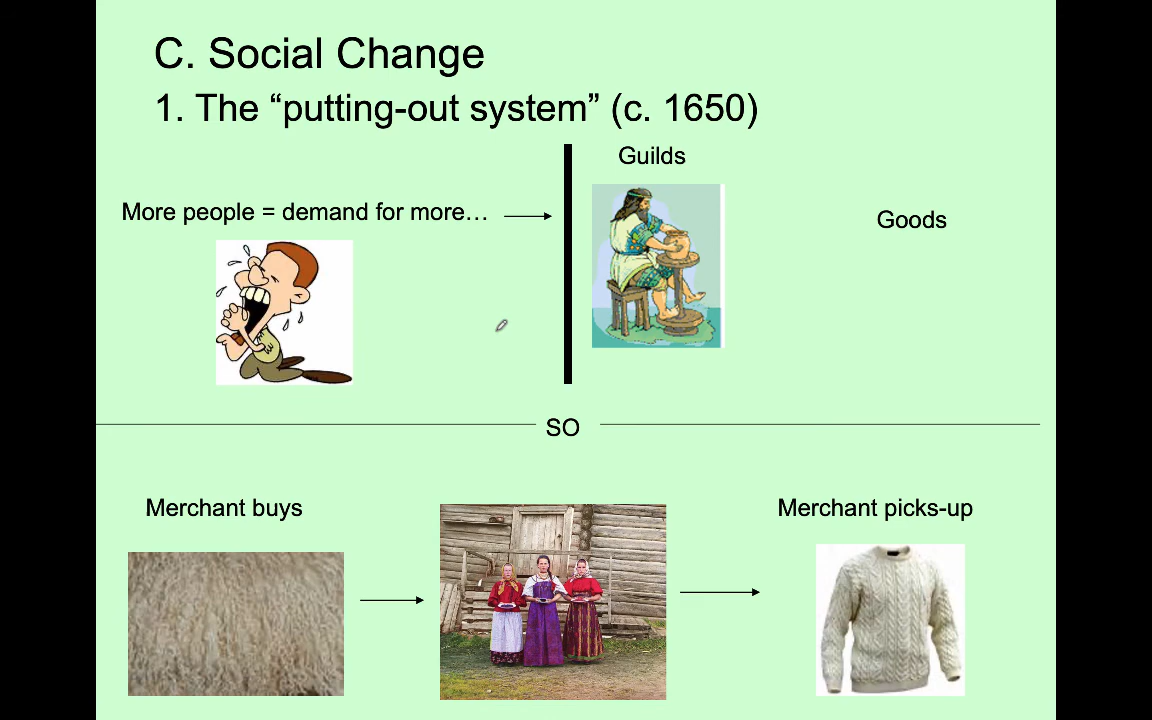 C. Social Change
1. The “putting-out system” (c. 1650)
Guilds
More people = demand for more…
Goods
SO
Merchant buys
Merchant picks-up